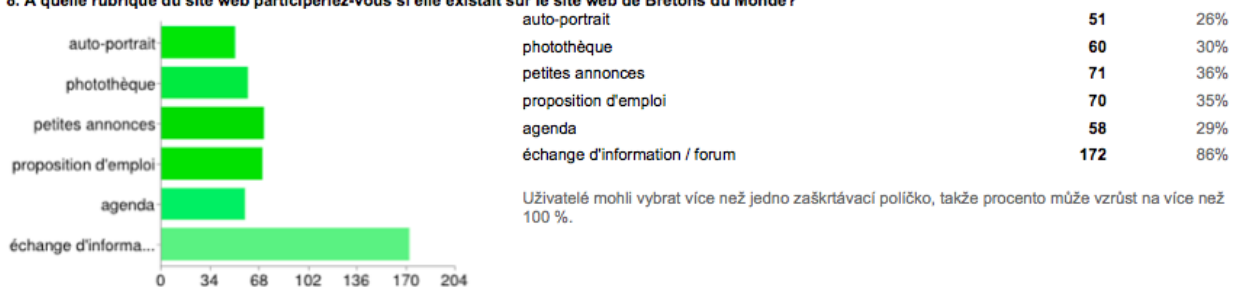 8. A quelle rubrique du site web participeriez-vous si elle existait sur le site web de Bretons du Monde?
auto-portrait
photothèque
petites annonces
proposition d'emploi
agenda
échange d'informa...
0 34 68 102 136 170 204
auto-portrait 51 26%
photothèque 60 30%
petites annonces 71 36%
proposition d'emploi 70 35%
agenda 58 29%
échange d'information / forum 172 86%
Uživatelé mohli vybrat více než jedno zaškrtávací políčko, takže procento může vzrůst na více než
100 %.